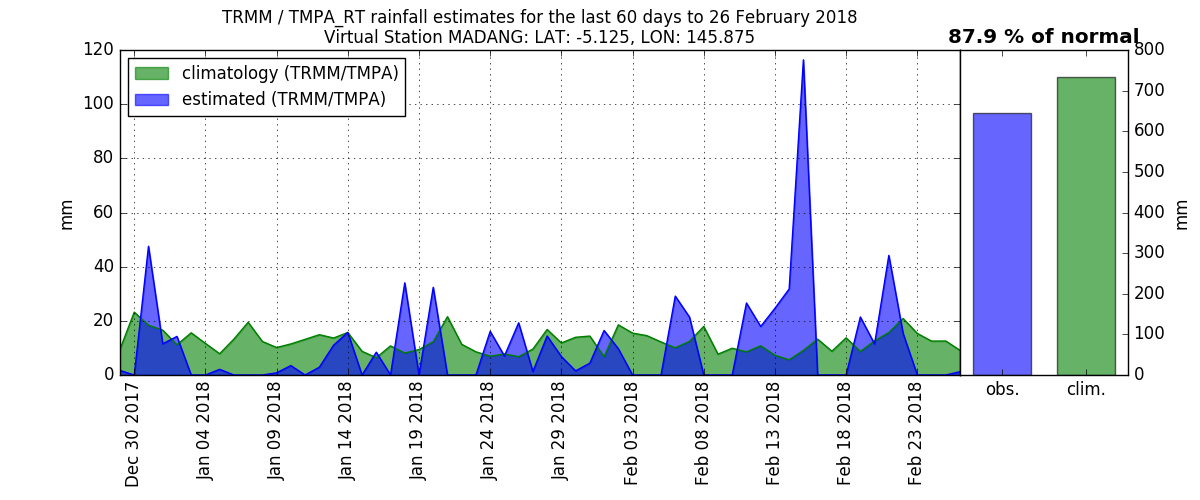 TRMM / TMPA_RT rainfall estimates for the last 60 days to 26 February 2018
Virtual Station MADANG: LAT: -5.125, LON: 145.875
87.9 % of normal
climatology (TRMM/TMPA)
estimated (TRMM/TMPA)
120
100
80
60
40
20
0
mm
Dec 30 2017
Jan 04 2018
Jan 09 2018
Jan 14 2018
Jan 19 2018
Jan 24 2018
Jan 29 2018
Feb 03 2018
Feb 08 2018
Feb 13 2018
Feb 18 2018
Feb 23 2018
800
700
600
500
400
300
200
100
0
mm
obs.
clim.